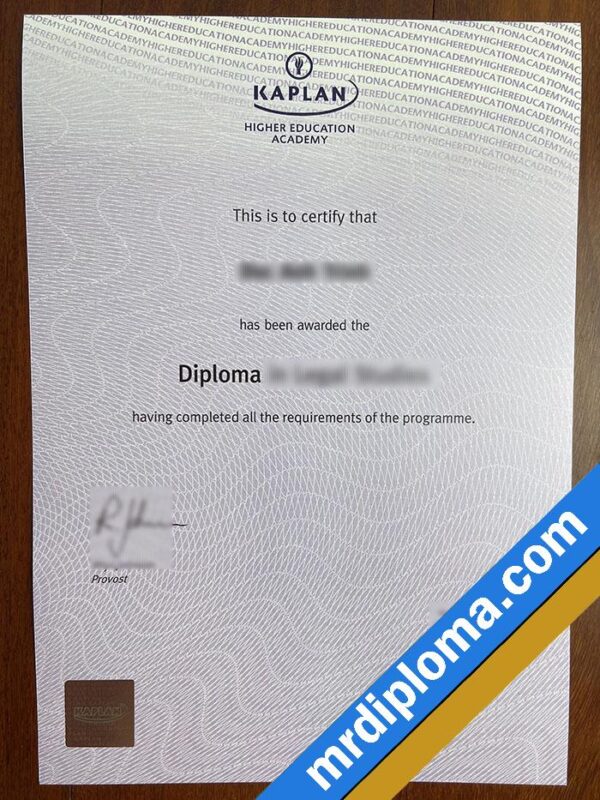 KAPLAN
HIGHER EDUCATION
ACADEMY
This is to certify that
has been awarded the
Diploma
having completed all the requirements of the programme.
Provost
KAPLAN
mrdiploma.com